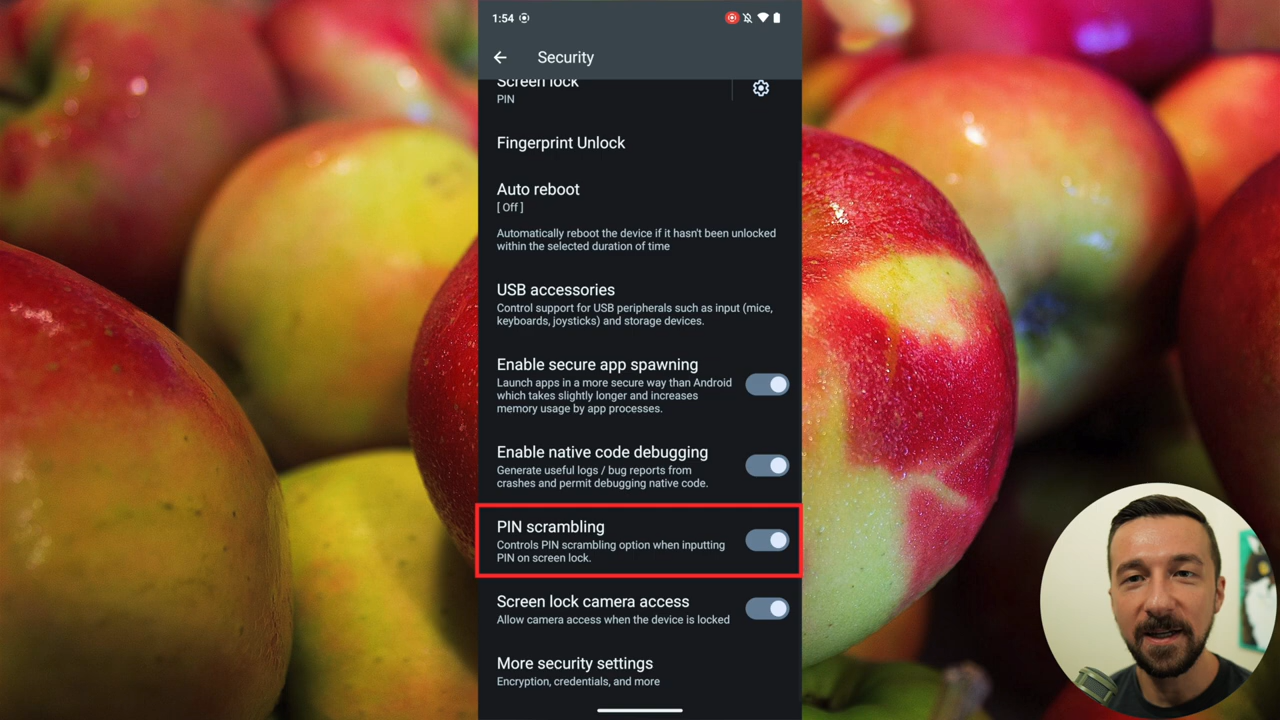 1:54
Security
Screen lock
PIN
Fingerprint Unlock
Auto reboot
[ Off ]
Automatically reboot the device if it hasn't been unlocked
within the selected duration of time
USB accessories
Control support for USB peripherals such as input (mice,
keyboards, joysticks) and storage devices.
Enable secure app spawning
Launch apps in a more secure way than Android
which takes slightly longer and increases
memory usage by app processes.
Enable native code debugging
Generate useful logs / bug reports from
crashes and permit debugging native code.
PIN scrambling
Controls PIN scrambling option when inputting
PIN on screen lock.
Screen lock camera access
Allow camera access when the device is locked
More security settings
Encryption, credentials, and more